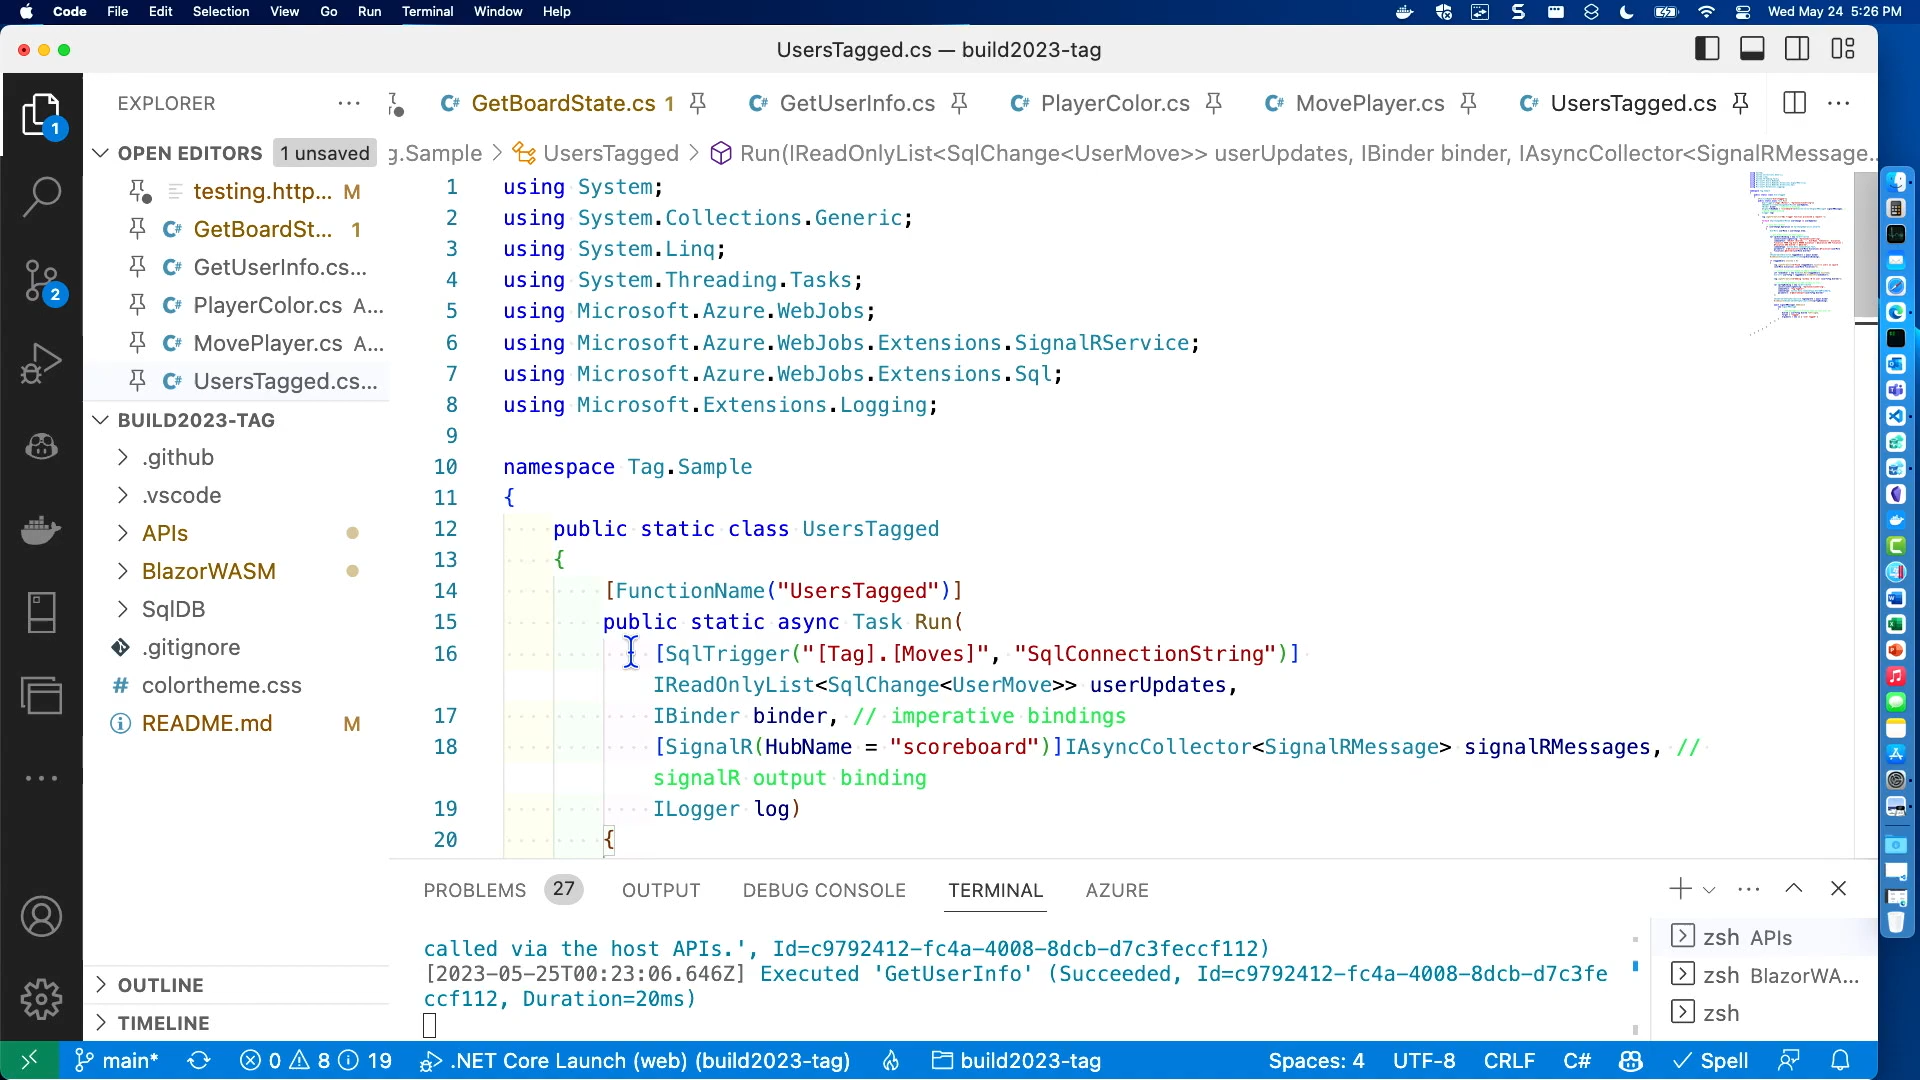 Code File Edit Selection View Go Run Terminal Window Help Wed May 24 5:26 PM
UsersTagged.cs — build2023-tag
EXPLORER
OPEN EDITORS 1 unsaved
testing.http... M
GetBoardSt... 1
GetUserInfo.cs...
PlayerColor.cs A...
MovePlayer.cs A...
UsersTagged.cs...
BUILD2023-TAG
.github
.vscode
APIs
BlazorWASM
SqlDB
.gitignore
# colortheme.css
README.md M
OUTLINE
TIMELINE
1
2
C# GetBoardState.cs 1 C# GetUserInfo.cs C# PlayerColor.cs C# MovePlayer.cs C# UsersTagged.cs
g.Sample > UsersTagged > Run(IReadOnlyList<SqlChange<UserMove>> userUpdates, IBinder binder, IAsyncCollector<SignalRMessage...
1 using System;
2 using System.Collections.Generic;
3 using System.Linq;
4 using System.Threading.Tasks;
5 using Microsoft.Azure.WebJobs;
6 using Microsoft.Azure.WebJobs.Extensions.SignalRService;
7 using Microsoft.Azure.WebJobs.Extensions.Sql;
8 using Microsoft.Extensions.Logging;
9
10 namespace Tag.Sample
11 {
12 public static class UsersTagged
13 {
14 [FunctionName("UsersTagged")]
15 public static async Task Run(
16 [SqlTrigger("[Tag].[Moves]", "SqlConnectionString")]
IReadOnlyList<SqlChange<UserMove>> userUpdates,
17 IBinder binder, // imperative bindings
18 [SignalR(HubName = "scoreboard")]IAsyncCollector<SignalRMessage> signalRMessages, //
signalR output binding
19 ILogger log)
20 {
PROBLEMS 27 OUTPUT DEBUG CONSOLE TERMINAL AZURE
called via the host APIs.', Id=c9792412-fc4a-4008-8dcb-d7c3feccf112)
[2023-05-25T00:23:06.646Z] Executed 'GetUserInfo' (Succeeded, Id=c9792412-fc4a-4008-8dcb-d7c3fe
ccf112, Duration=20ms)
zsh APIs
zsh BlazorWA...
zsh
main* 0 8 19 .NET Core Launch (web) (build2023-tag) build2023-tag Spaces: 4 UTF-8 CRLF C# Spell